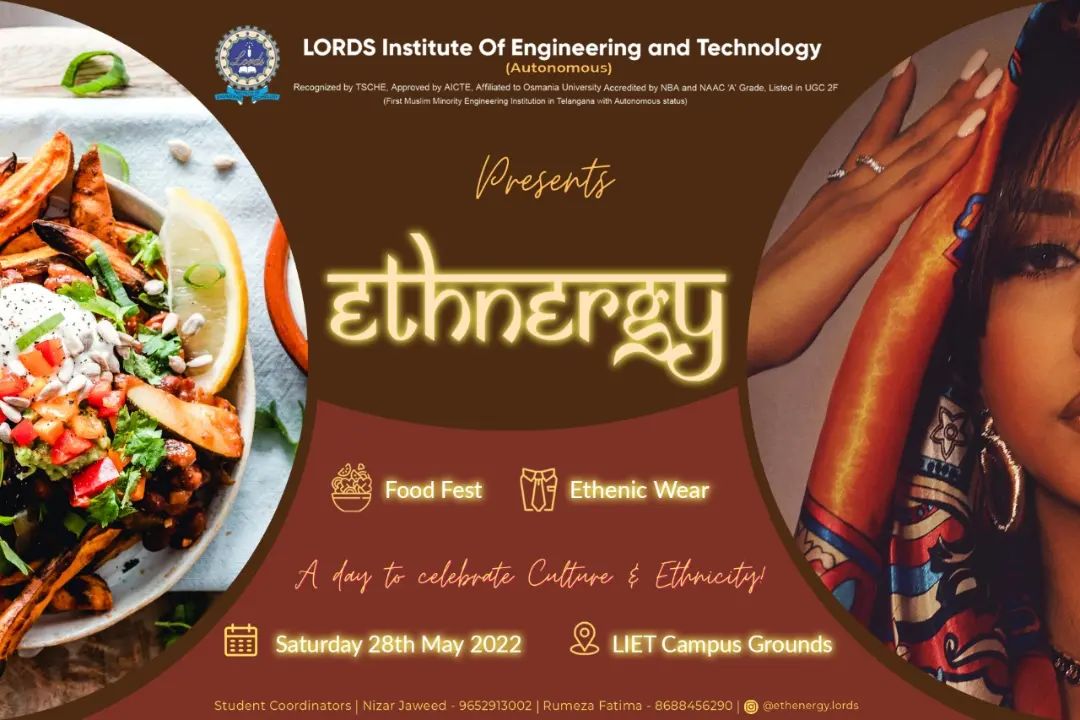 Lords
LORDS Institute Of Engineering and Technology
(Autonomous)
Recognized by TSCHE, Approved by AICTE, Affiliated to Osmania University Accredited by NBA and NAAC 'A' Grade, Listed in UGC 2F
(First Muslim Minority Engineering Institution in Telangana with Autonomous status)
Presents
ethnergy
Food Fest
Ethenic Wear
A day to celebrate Culture & Ethnicity!
Saturday 28th May 2022
LIET Campus Grounds
Student Coordinators | Nizar Jaweed - 9652913002 | Rumeza Fatima - 8688456290 | @ethenergy.lords